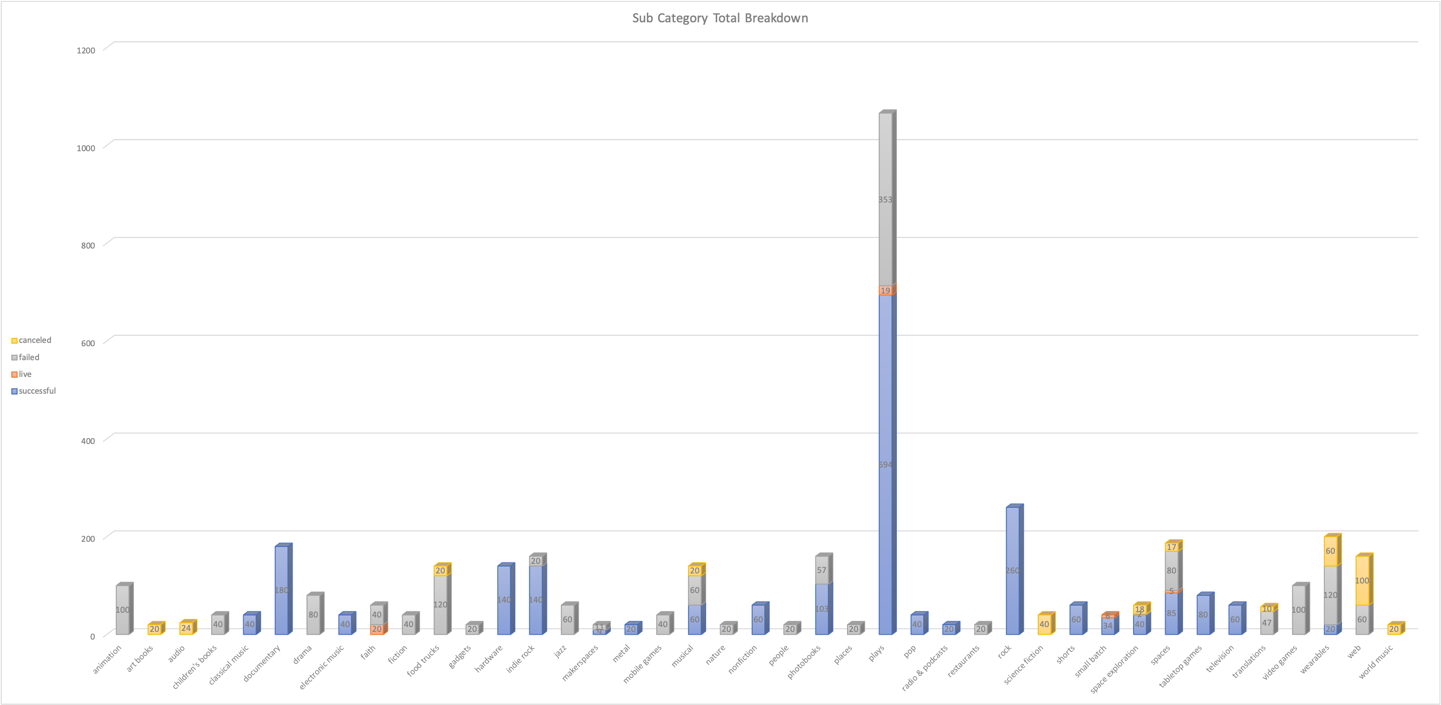 Sub Category Total Breakdown
1200
1000
800
600
400
200
0
canceled
failed
live
successful
100
20
24
40
40
180
80
40
40
20
40
20
120
20
140
20
140
60
11
20
40
20
60
60
20
60
20
57
103
20
353
19
694
40
20
20
260
40
60
6
34
18
2
40
17
80
5
85
80
60
10
47
100
60
120
20
100
60
20
animation
art books
audio
children's books
classical music
documentary
drama
electronic music
faith
fiction
food trucks
gadgets
hardware
indie rock
jazz
makerspaces
metal
mobile games
musical
nature
nonfiction
people
photobooks
places
plays
pop
radio & podcasts
restaurants
rock
science fiction
shorts
small batch
space exploration
spaces
tabletop games
television
translations
video games
wearables
web
world music